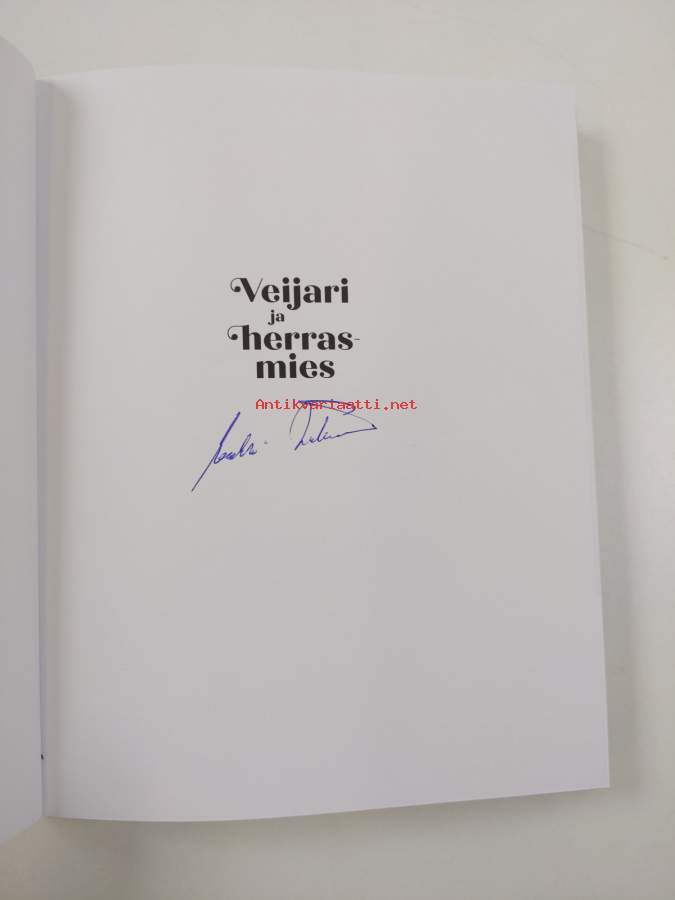 Veijari
ja
herras-
mies
Antikvariaatti.net